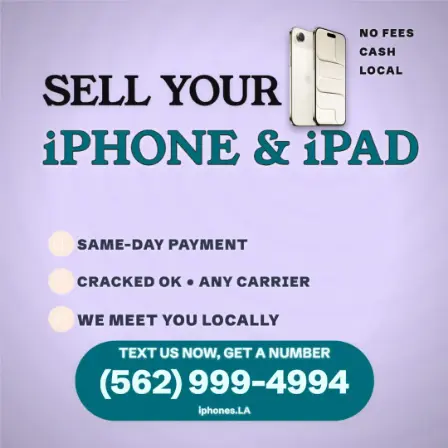 NO FEES
CASH
LOCAL
SELL YOUR
iPHONE & iPAD
SAME-DAY PAYMENT
CRACKED OK • ANY CARRIER
WE MEET YOU LOCALLY
TEXT US NOW, GET A NUMBER
(562) 999-4994
iphones.LA